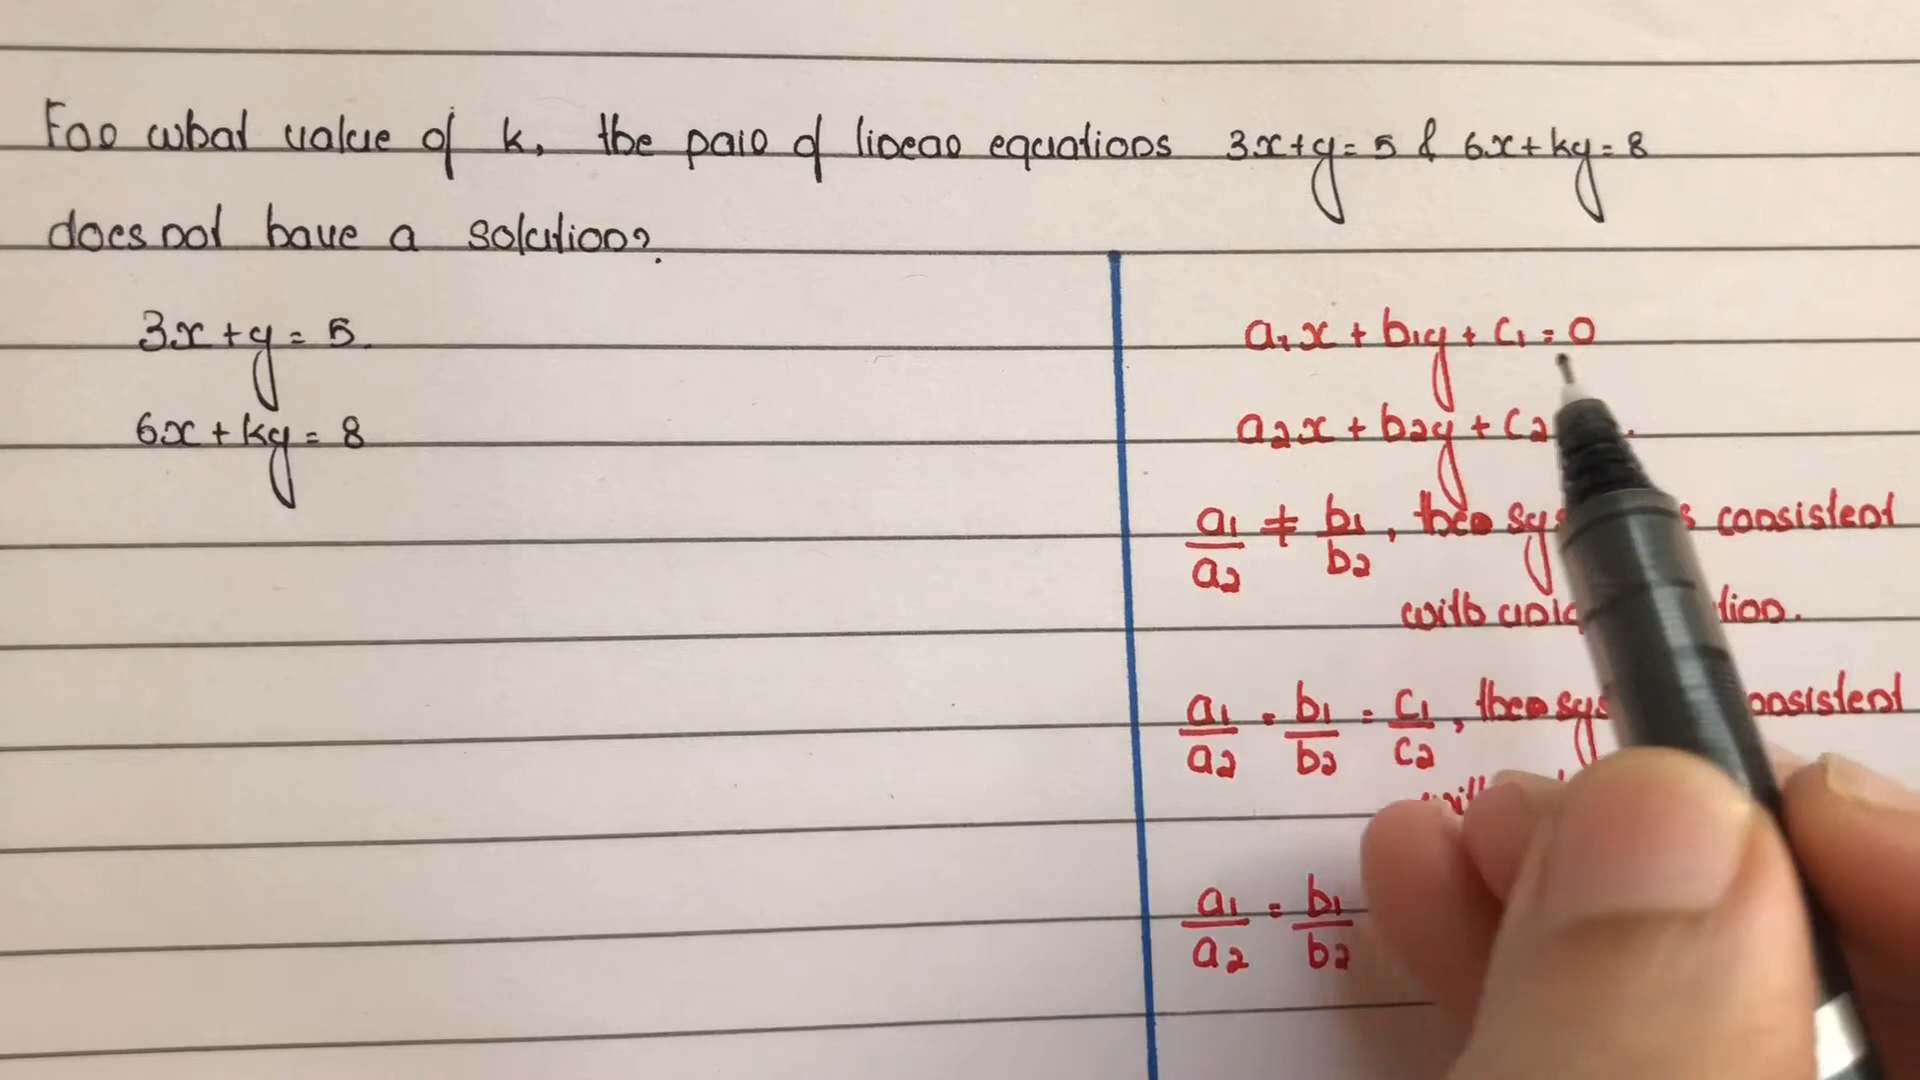 For what value of k, the pair of linear equations 3x+y=5 & 6x+ky=8
does not have a solution?
3x+y=5
6x+ky=8
a₁x+b₁y+c₁=0
a₂x+b₂y+c₂
a₁/a₂ ≠ b₁/b₂, then consistent
with
a₁/a₂ = b₁/b₂ = c₁/c₂, then
a₁/a₂ = b₁/b₂